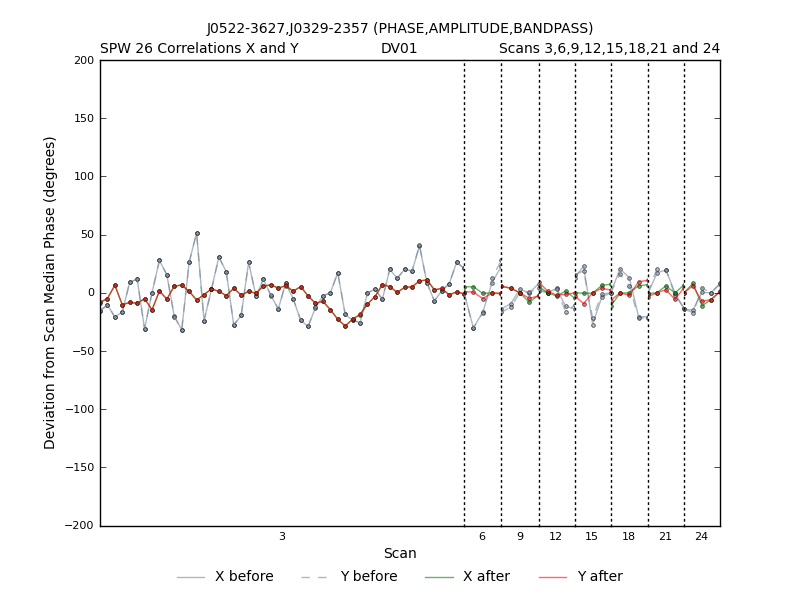 J0522-3627,J0329-2357 (PHASE,AMPLITUDE,BANDPASS)
SPW 26 Correlations X and Y DV01 Scans 3,6,9,12,15,18,21 and 24
200
150
100
50
0
−50
−100
−150
−200
Deviation from Scan Median Phase (degrees)
3 6 9 12 15 18 21 24
Scan
X before Y before X after Y after